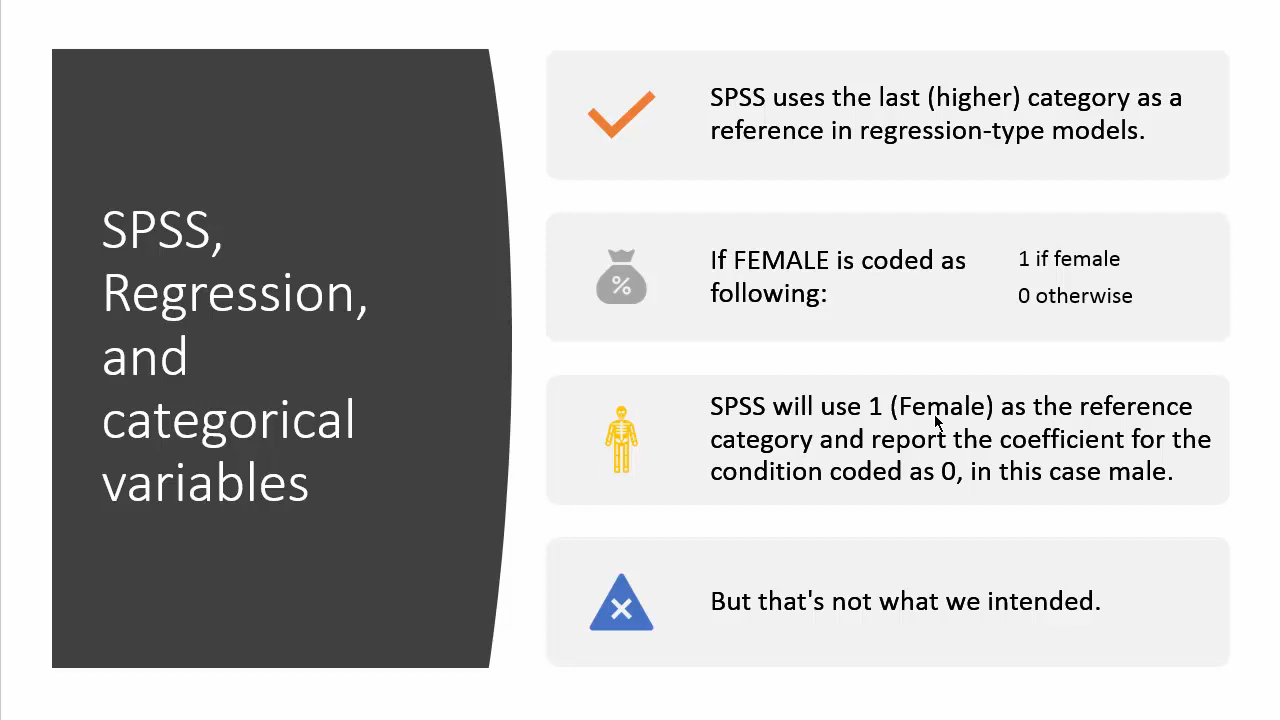 SPSS,
Regression,
and
categorical
variables
SPSS uses the last (higher) category as a
reference in regression-type models.
If FEMALE is coded as
following:
1 if female
0 otherwise
SPSS will use 1 (Female) as the reference
category and report the coefficient for the
condition coded as 0, in this case male.
But that's not what we intended.
%